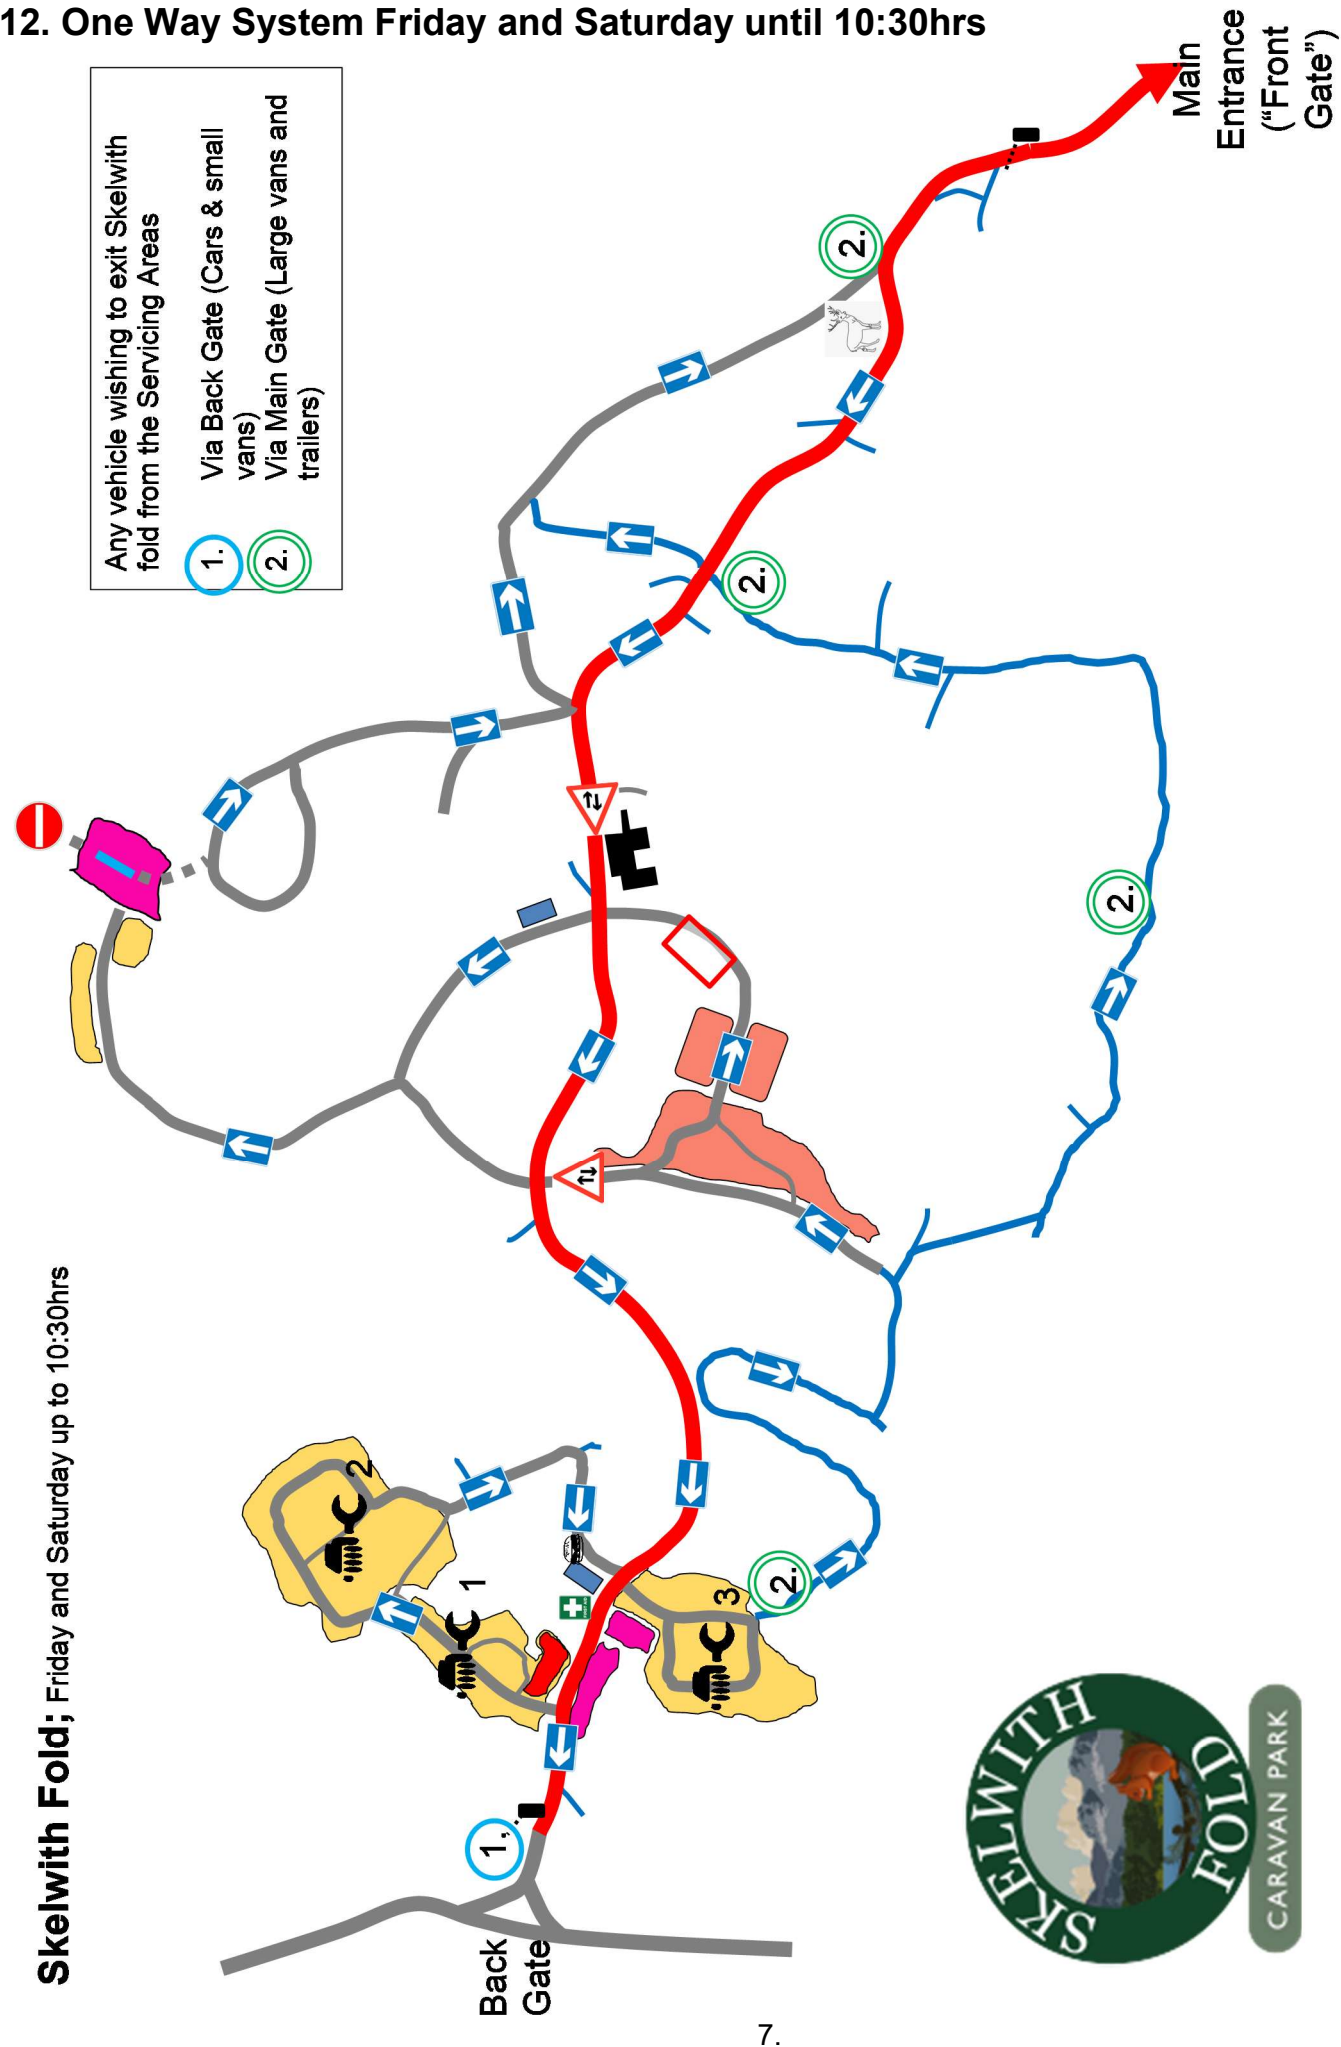 12. One Way System Friday and Saturday until 10:30hrs
Skelwith Fold; Friday and Saturday up to 10:30hrs
Any vehicle wishing to exit Skelwith
fold from the Servicing Areas
1. Via Back Gate (Cars & small
vans)
2. Via Main Gate (Large vans and
trailers)
Main
Entrance
("Front
Gate")
2.
2.
2.
2.
2
1
3
1.
Back
Gate
SKELWITH
FOLD
CARAVAN PARK
7.